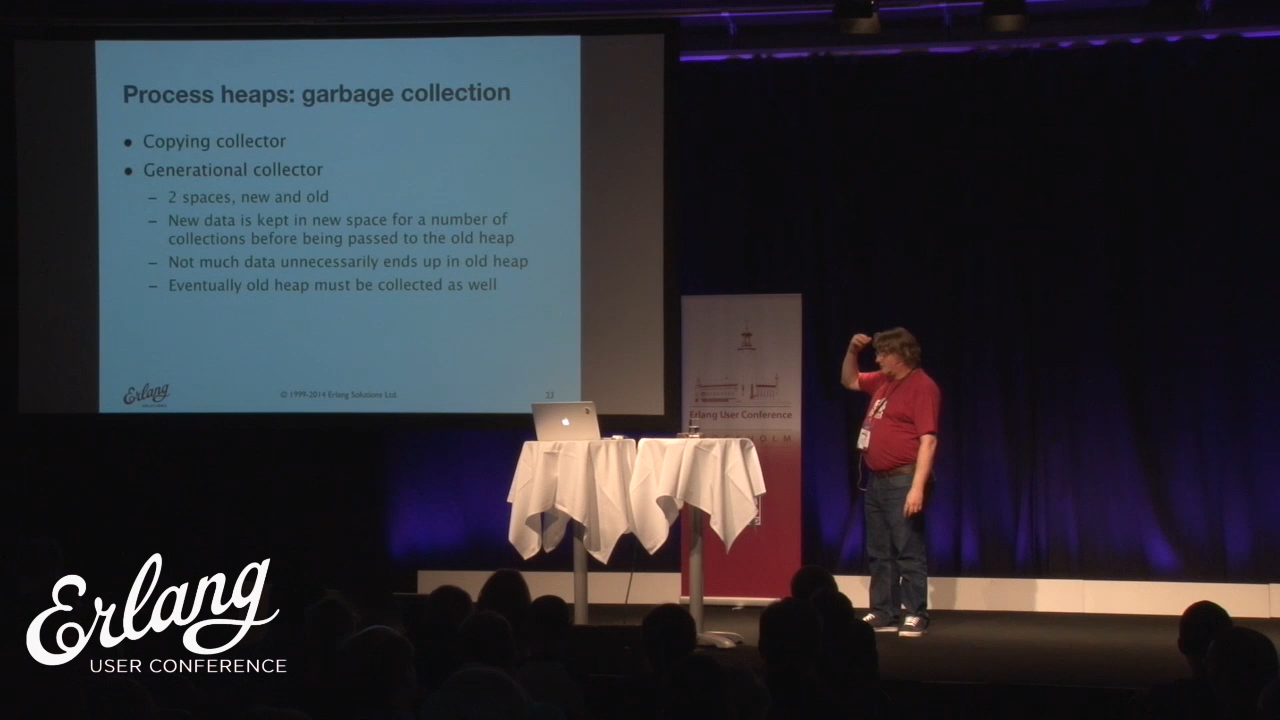 Process heaps: garbage collection
● Copying collector
● Generational collector
– 2 spaces, new and old
– New data is kept in new space for a number of
collections before being passed to the old heap
– Not much data unnecessarily ends up in old heap
– Eventually old heap must be collected as well
Erlang
© 1999-2014 Erlang Solutions Ltd.
23
Erlang User Conference
Erlang
USER CONFERENCE